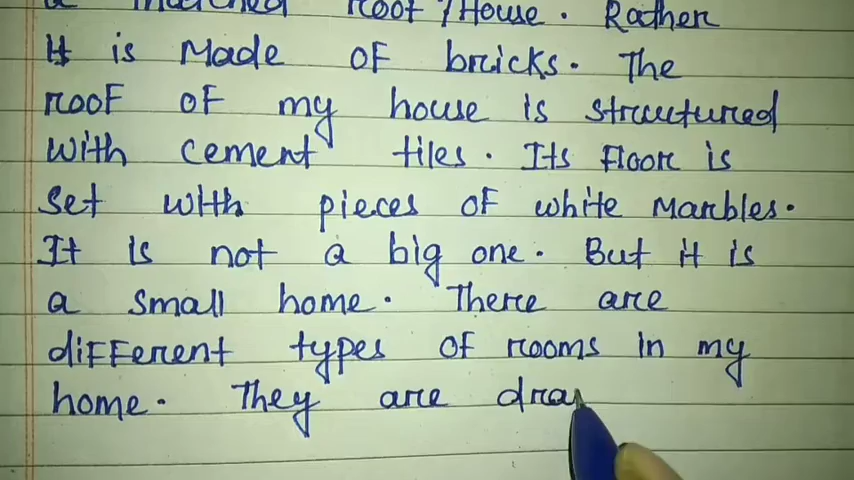 a thatched Roof/House. Rather
It is Made of bricks. The
roof of my house is structured
with cement tiles. Its Floor is
set with pieces of white Marbles.
It is not a big one. But it is
a small home. There are
different types of rooms in my
home. They are dra